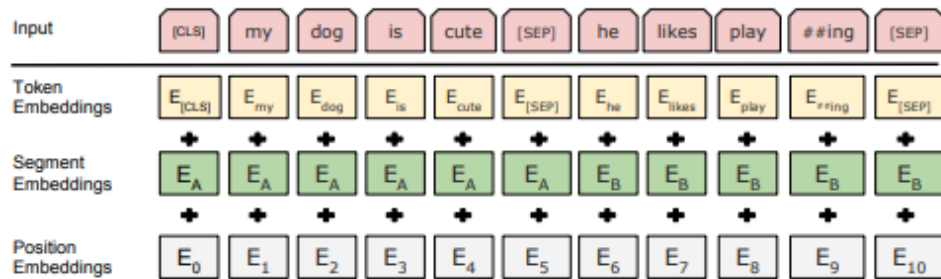 Input [CLS] my dog is cute [SEP] he likes play ##ing [SEP]
Token Embeddings E[CLS] Emy Edog Eis Ecute E[SEP] Ehe Elikes Eplay E##ing E[SEP]
+ + + + + + + + + + +
Segment Embeddings EA EA EA EA EA EA EB EB EB EB EB
+ + + + + + + + + + +
Position Embeddings E0 E1 E2 E3 E4 E5 E6 E7 E8 E9 E10